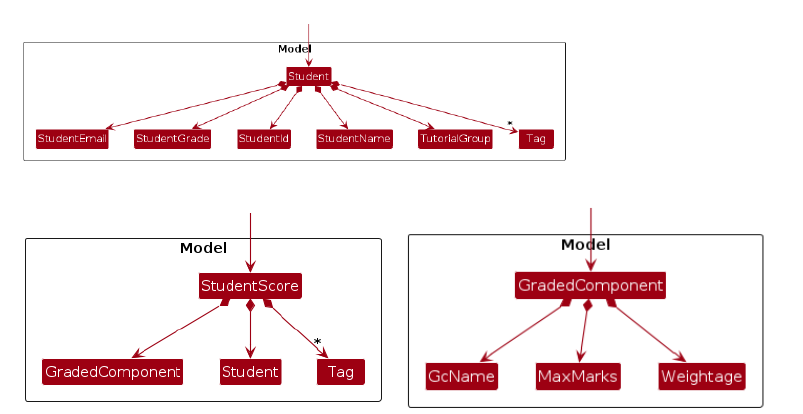 Model
Student
*
StudentEmail StudentGrade StudentId StudentName TutorialGroup Tag
Model
StudentScore
*
GradedComponent Student Tag
Model
GradedComponent
GcName MaxMarks Weightage